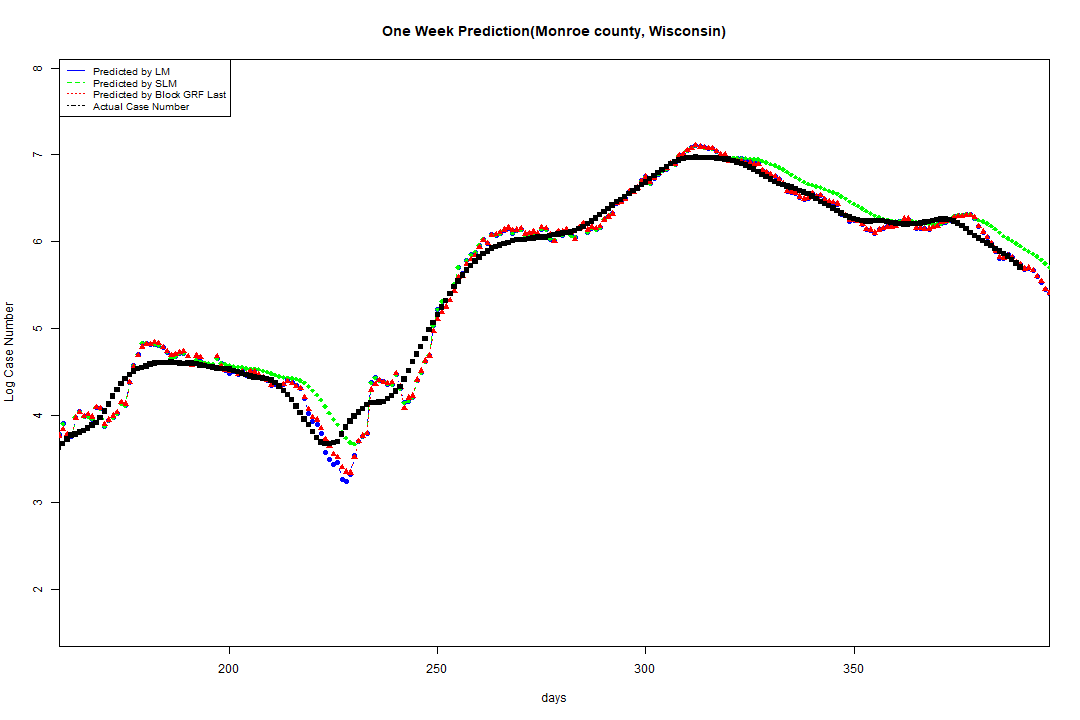 One Week Prediction(Monroe county, Wisconsin)
Predicted by LM
Predicted by SLM
Predicted by Block GRF Last
Actual Case Number
8
7
6
5
4
3
2
Log Case Number
200 250 300 350
days